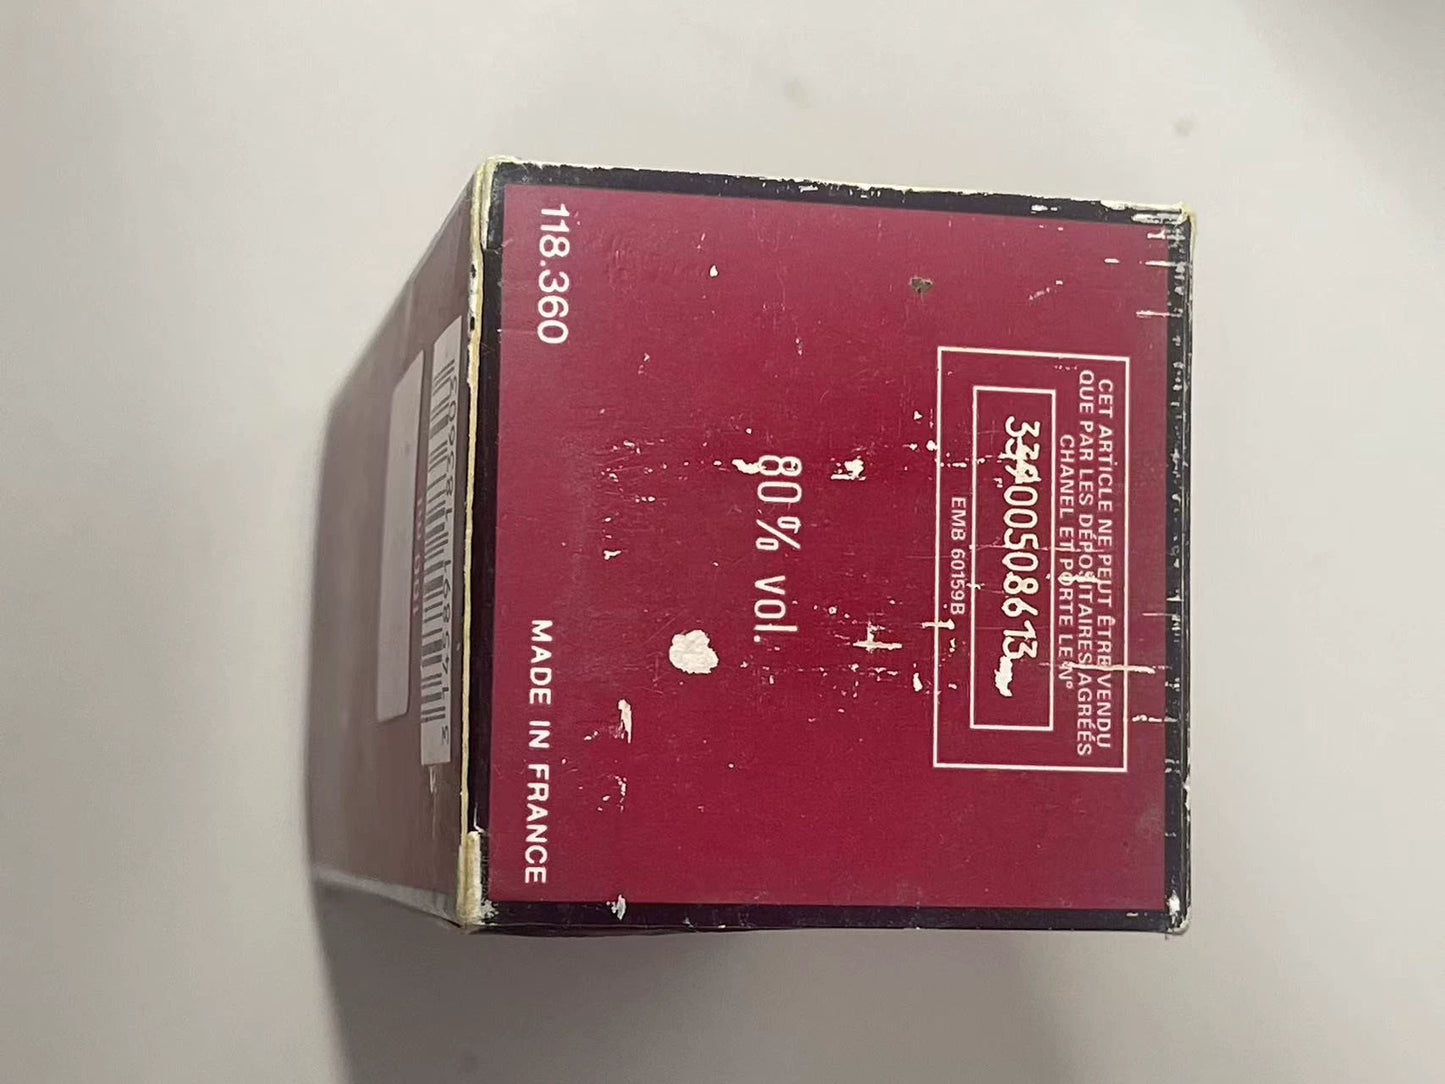 CET ARTICLE NE PEUT ÊTRE VENDU
QUE PAR LES DÉPOSITAIRES AGRÉÉS
CHANEL ET PORTE LE N°
EMB 60159B
80% vol.
118.360
MADE IN FRANCE